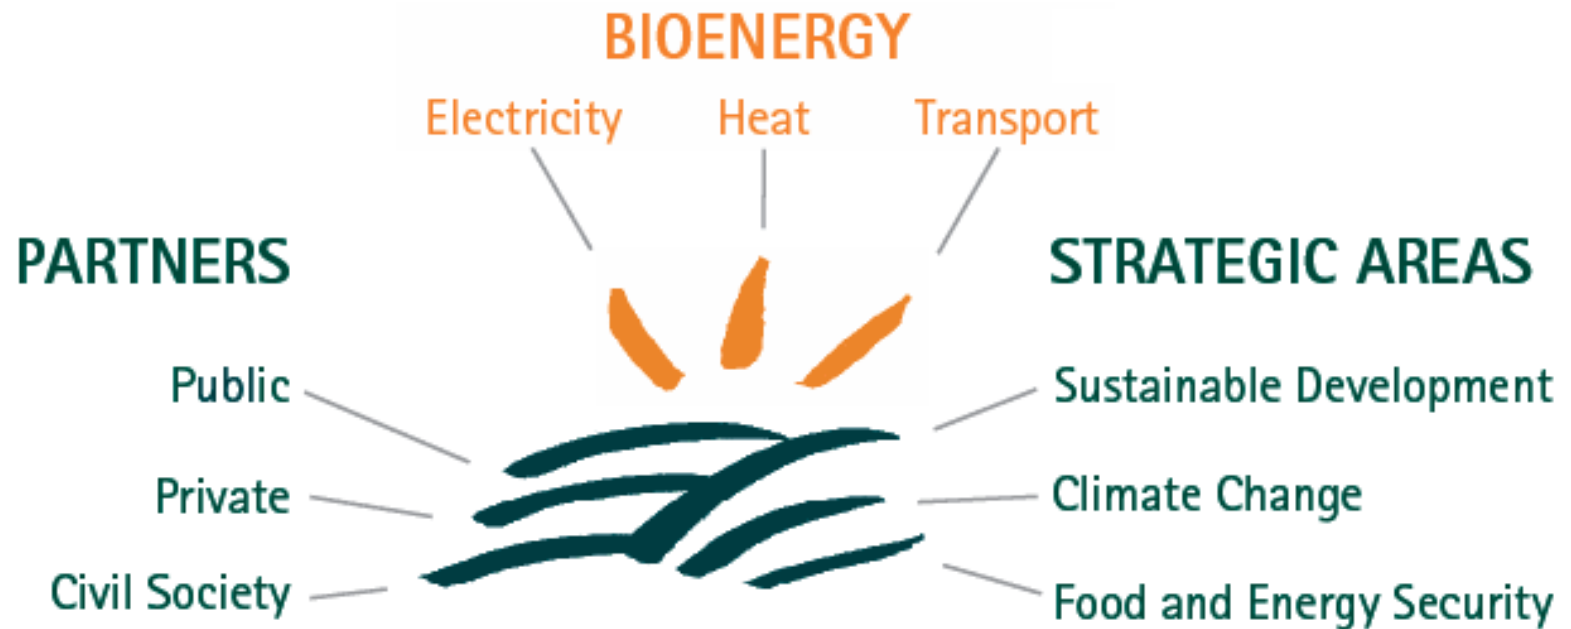 BIOENERGY
Electricity Heat Transport
PARTNERS
Public
Private
Civil Society
STRATEGIC AREAS
Sustainable Development
Climate Change
Food and Energy Security